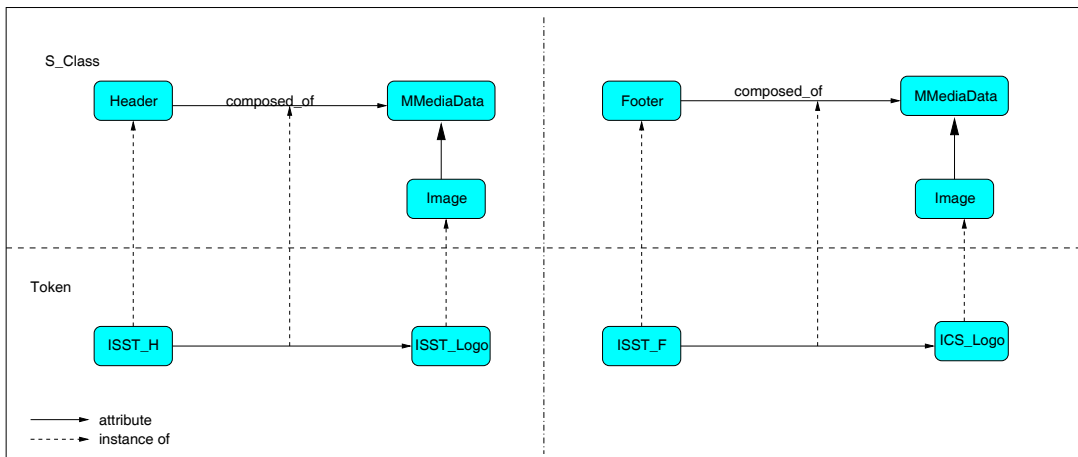 S_Class
Header
composed_of
MMediaData
Image
Footer
composed_of
MMediaData
Image
Token
ISST_H
ISST_Logo
ISST_F
ICS_Logo
attribute
instance of